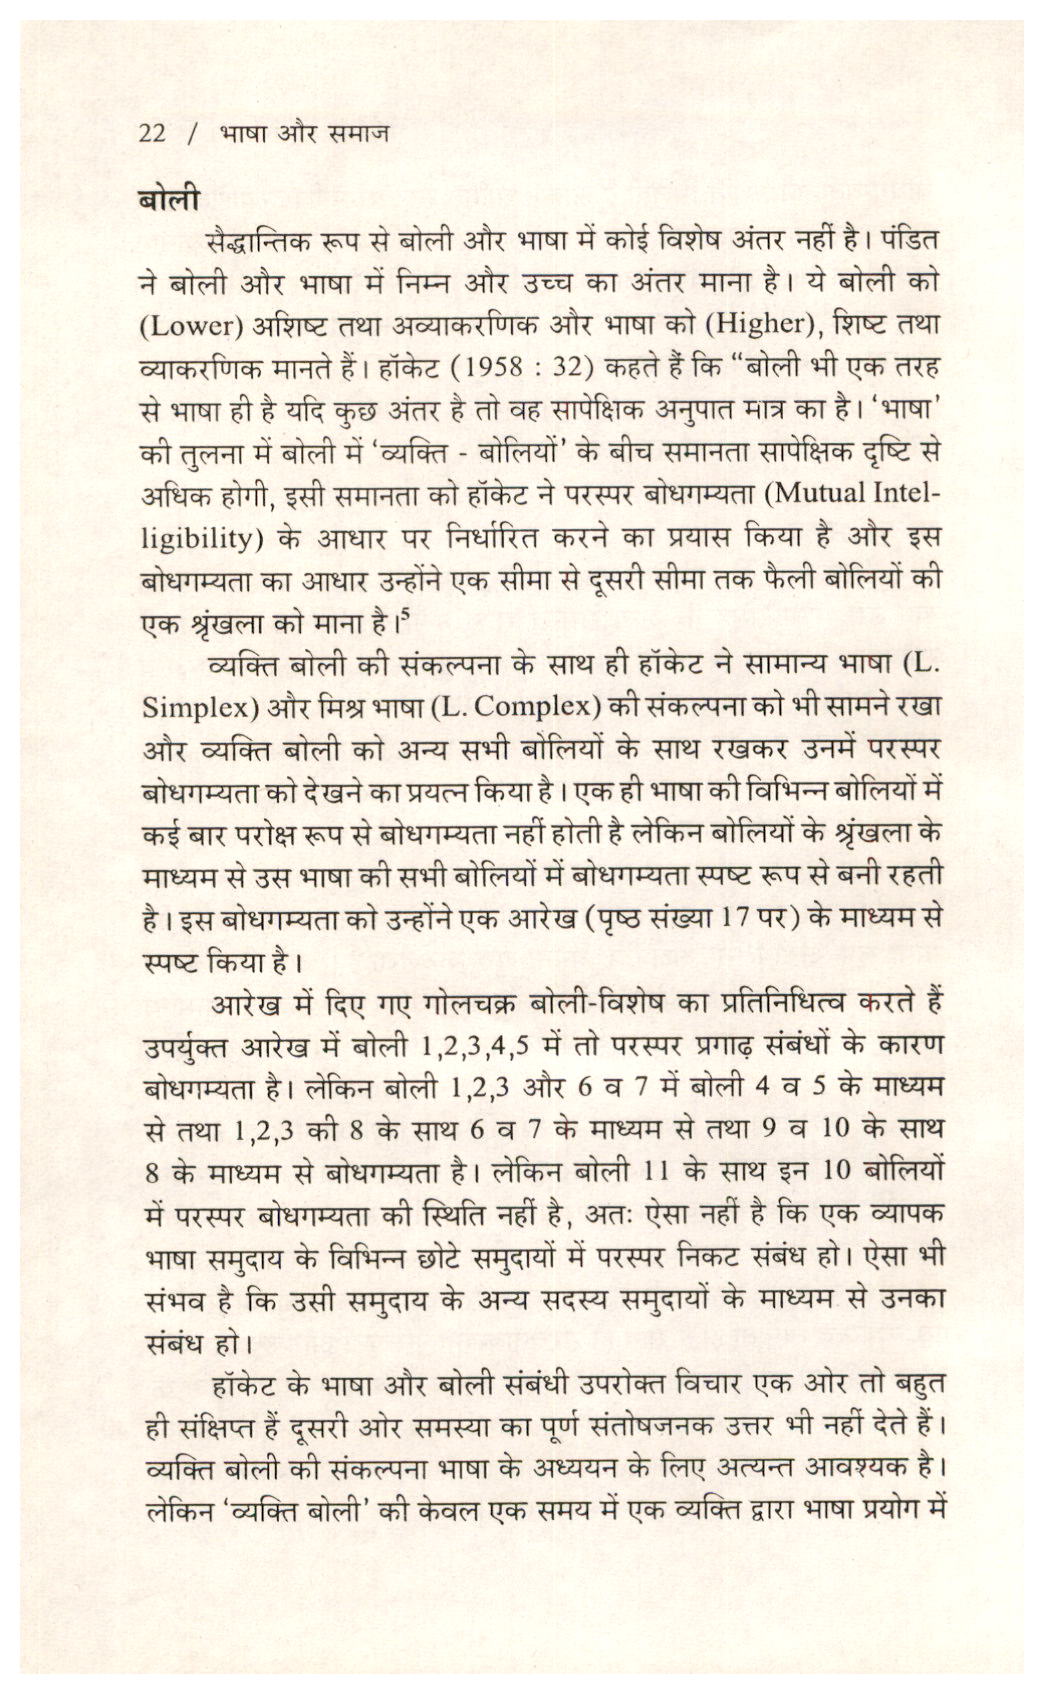 22 / भाषा और समाज
बोली
सैद्धान्तिक रूप से बोली और भाषा में कोई विशेष अंतर नहीं है। पंडित
ने बोली और भाषा में निम्न और उच्च का अंतर माना है। ये बोली को
(Lower) अशिष्ट तथा अव्याकरणिक और भाषा को (Higher), शिष्ट तथा
व्याकरणिक मानते हैं। हॉकेट (1958 : 32) कहते हैं कि “बोली भी एक तरह
से भाषा ही है यदि कुछ अंतर है तो वह सापेक्षिक अनुपात मात्र का है। ‘भाषा’
की तुलना में बोली में ‘व्यक्ति - बोलियों’ के बीच समानता सापेक्षिक दृष्टि से
अधिक होगी, इसी समानता को हॉकेट ने परस्पर बोधगम्यता (Mutual Intel-
ligibility) के आधार पर निर्धारित करने का प्रयास किया है और इस
बोधगम्यता का आधार उन्होंने एक सीमा से दूसरी सीमा तक फैली बोलियों की
एक श्रृंखला को माना है।⁵
व्यक्ति बोली की संकल्पना के साथ ही हॉकेट ने सामान्य भाषा (L.
Simplex) और मिश्र भाषा (L. Complex) की संकल्पना को भी सामने रखा
और व्यक्ति बोली को अन्य सभी बोलियों के साथ रखकर उनमें परस्पर
बोधगम्यता को देखने का प्रयत्न किया है। एक ही भाषा की विभिन्न बोलियों में
कई बार परोक्ष रूप से बोधगम्यता नहीं होती है लेकिन बोलियों के श्रृंखला के
माध्यम से उस भाषा की सभी बोलियों में बोधगम्यता स्पष्ट रूप से बनी रहती
है। इस बोधगम्यता को उन्होंने एक आरेख (पृष्ठ संख्या 17 पर) के माध्यम से
स्पष्ट किया है।
आरेख में दिए गए गोलचक्र बोली-विशेष का प्रतिनिधित्व करते हैं
उपर्युक्त आरेख में बोली 1,2,3,4,5 में तो परस्पर प्रगाढ़ संबंधों के कारण
बोधगम्यता है। लेकिन बोली 1,2,3 और 6 व 7 में बोली 4 व 5 के माध्यम
से तथा 1,2,3 की 8 के साथ 6 व 7 के माध्यम से तथा 9 व 10 के साथ
8 के माध्यम से बोधगम्यता है। लेकिन बोली 11 के साथ इन 10 बोलियों
में परस्पर बोधगम्यता की स्थिति नहीं है, अतः ऐसा नहीं है कि एक व्यापक
भाषा समुदाय के विभिन्न छोटे समुदायों में परस्पर निकट संबंध हो। ऐसा भी
संभव है कि उसी समुदाय के अन्य सदस्य समुदायों के माध्यम से उनका
संबंध हो।
हॉकेट के भाषा और बोली संबंधी उपरोक्त विचार एक ओर तो बहुत
ही संक्षिप्त हैं दूसरी ओर समस्या का पूर्ण संतोषजनक उत्तर भी नहीं देते हैं।
व्यक्ति बोली की संकल्पना भाषा के अध्ययन के लिए अत्यन्त आवश्यक है।
लेकिन ‘व्यक्ति बोली’ की केवल एक समय में एक व्यक्ति द्वारा भाषा प्रयोग में